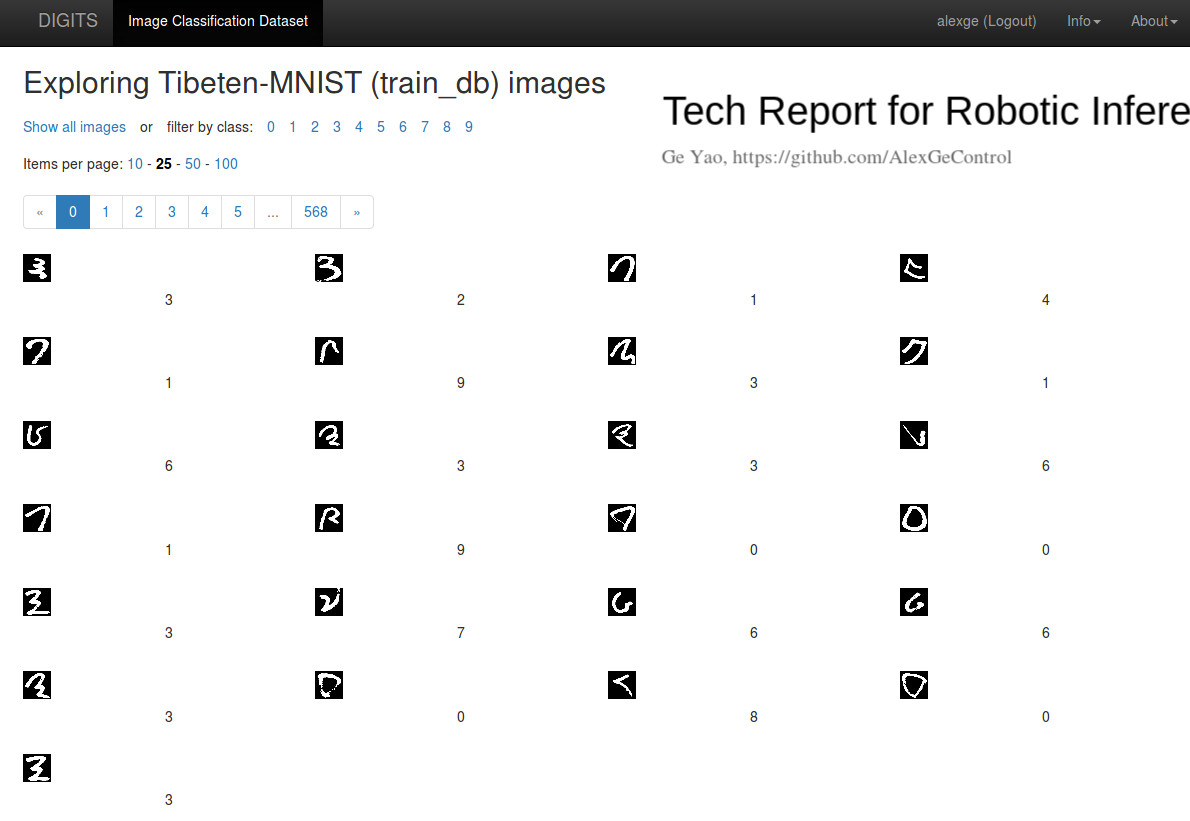 DIGITS Image Classification Dataset alexge (Logout) Info About
Exploring Tibeten-MNIST (train_db) images
Tech Report for Robotic Infere
Ge Yao, https://github.com/AlexGeControl
Show all images or filter by class: 0 1 2 3 4 5 6 7 8 9
Items per page: 10 - 25 - 50 - 100
« 0 1 2 3 4 5 ... 568 »
3 2 1 4
1 9 3 1
6 3 3 6
1 9 0 0
3 7 6 6
3 0 8 0
3